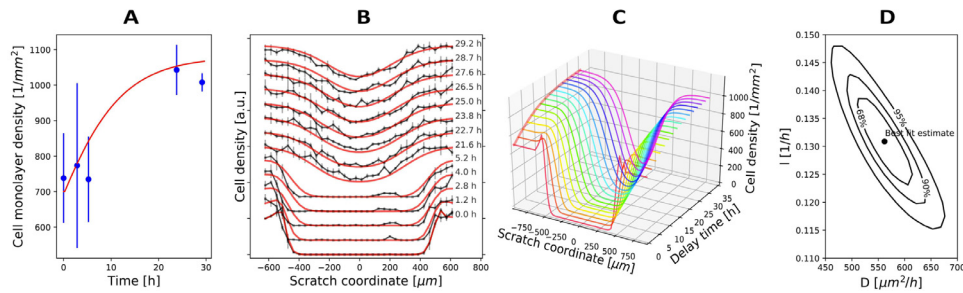 A
B
C
D
Cell monolayer density [1/mm²]
1100
1000
900
800
700
600
0
10
20
30
Time [h]
Cell density [a.u.]
29.2 h
28.7 h
27.6 h
26.5 h
25.0 h
23.8 h
22.7 h
21.6 h
5.2 h
4.0 h
2.8 h
1.2 h
0.0 h
−600
−400
−200
0
200
400
600
800
Scratch coordinate [μm]
Cell density [1/mm²]
1000
800
600
400
200
0
Delay time [h]
35
30
25
20
15
10
5
0
−750
−500
−250
0
250
500
750
Scratch coordinate [μm]
l [1/h]
0.150
0.145
0.140
0.135
0.130
0.125
0.120
0.115
0.110
95%
68%
Best fit estimate
90%
450
500
550
600
650
700
D [μm²/h]